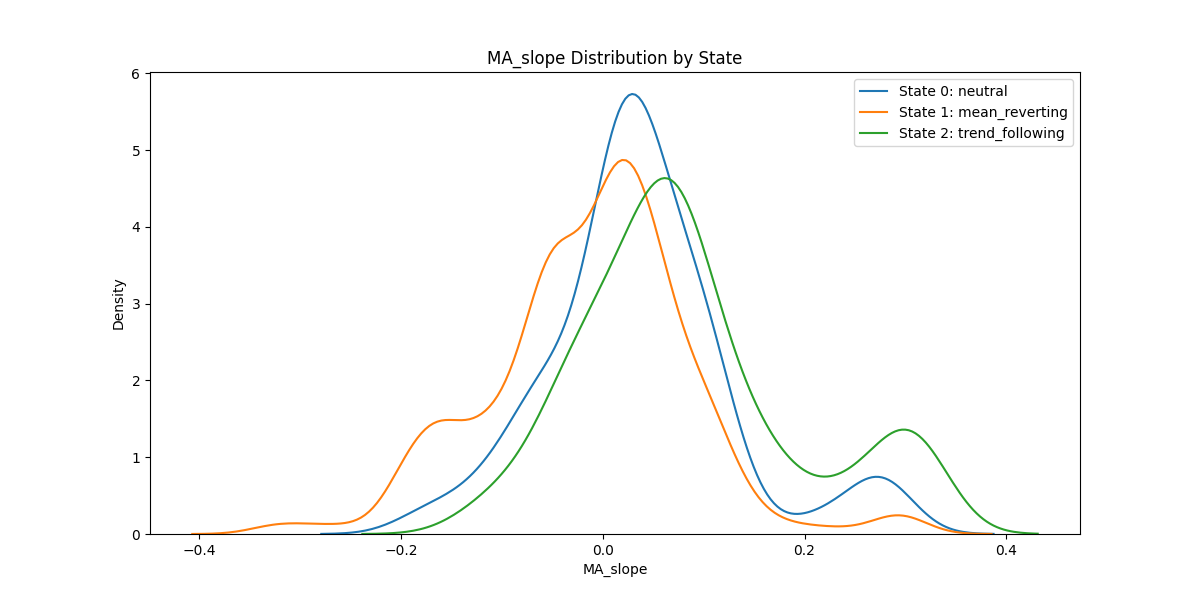 MA_slope Distribution by State
State 0: neutral
State 1: mean_reverting
State 2: trend_following
6
5
4
3
2
1
0
Density
−0.4 −0.2 0.0 0.2 0.4
MA_slope